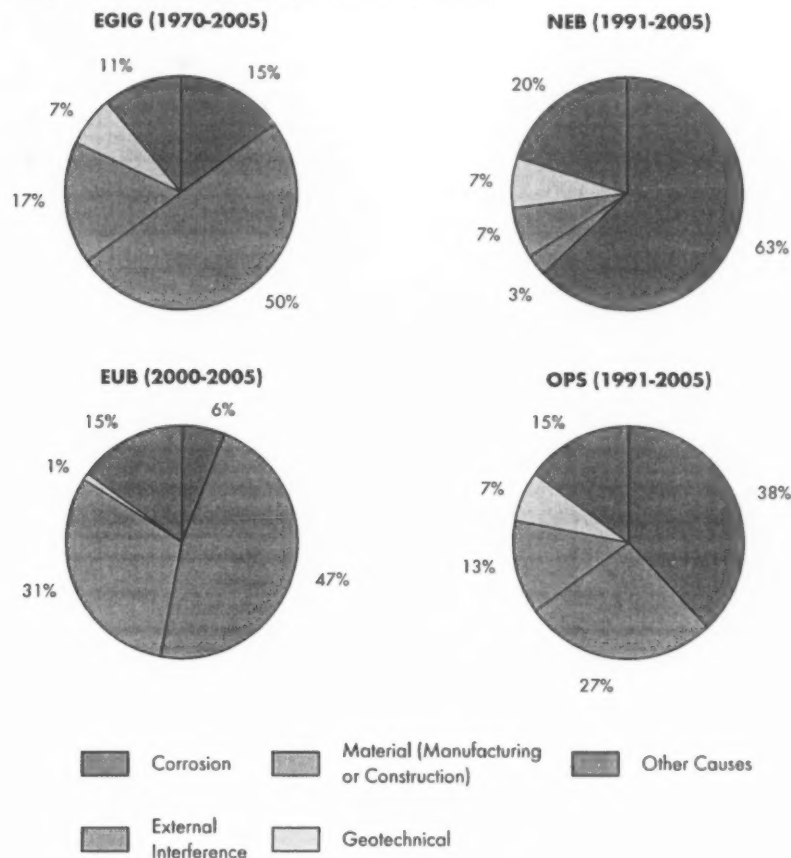 EGIG (1970-2005)
11%
15%
7%
17%
50%
NEB (1991-2005)
20%
7%
7%
3%
63%
EUB (2000-2005)
15%
6%
1%
31%
47%
OPS (1991-2005)
15%
38%
7%
13%
27%
Corrosion
Material (Manufacturing
or Construction)
Other Causes
External
Interference
Geotechnical